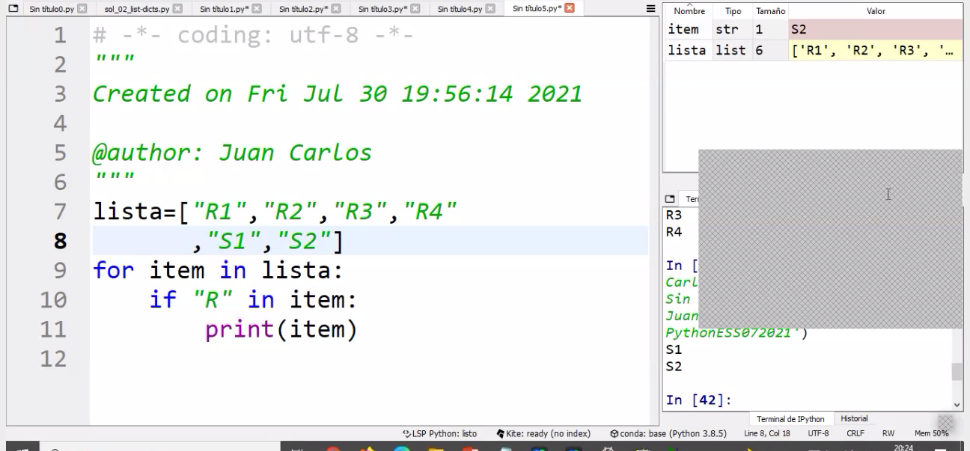 Sin título0.py sol_02_list-dicts.py Sin título1.py* Sin título2.py* Sin título3.py* Sin título4.py Sin título5.py*
1 # -*- coding: utf-8 -*-
2 """
3 Created on Fri Jul 30 19:56:14 2021
4
5 @author: Juan Carlos
6 """
7 lista=["R1","R2","R3","R4"
8 ,"S1","S2"]
9 for item in lista:
10 if "R" in item:
11 print(item)
12
Nombre Tipo Tamaño Valor
item str 1 S2
lista list 6 ['R1', 'R2', 'R3', '…
R3
R4
In [
Carl
Sin
Juan
PythonESS072021')
S1
S2
In [42]:
Terminal de IPython Historial
LSP Python: listo Kite: ready (no index) conda: base (Python 3.8.5) Line 8, Col 18 UTF-8 CRLF RW Mem 50%
20:24